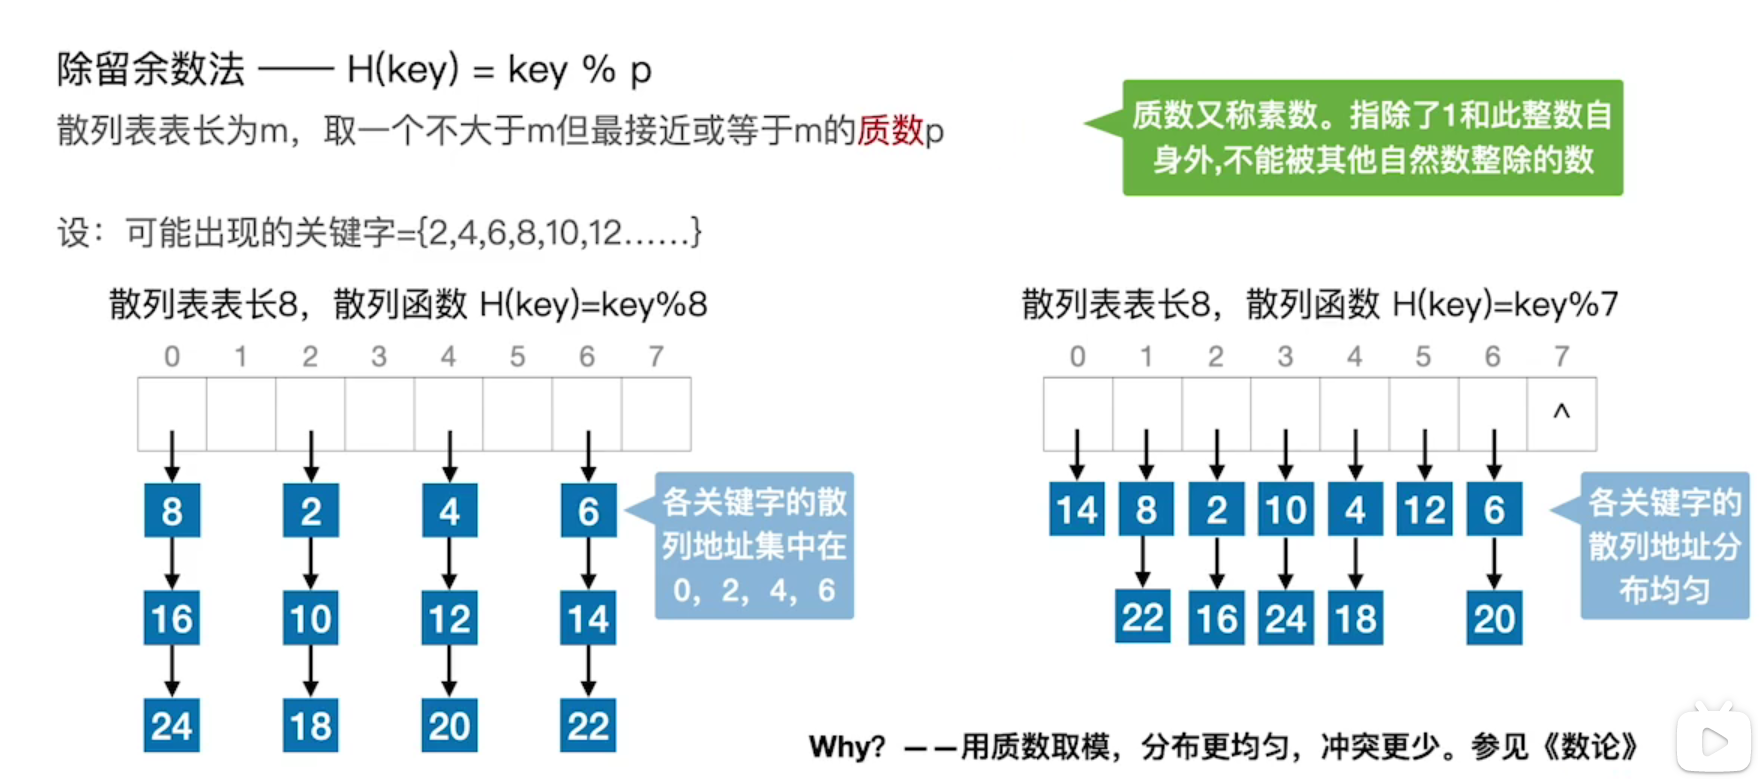 除留余数法 —— H(key) = key % p
散列表表长为m，取一个不大于m但最接近或等于m的质数p
质数又称素数。指除了1和此整数自
身外,不能被其他自然数整除的数
设：可能出现的关键字={2,4,6,8,10,12……}
散列表表长8，散列函数 H(key)=key%8
0 1 2 3 4 5 6 7
8 2 4 6
16 10 12 14
24 18 20 22
各关键字的散
列地址集中在
0，2，4，6
散列表表长8，散列函数 H(key)=key%7
0 1 2 3 4 5 6 7
^
14 8 2 10 4 12 6
22 16 24 18 20
各关键字的
散列地址分
布均匀
Why？——用质数取模，分布更均匀，冲突更少。参见《数论》